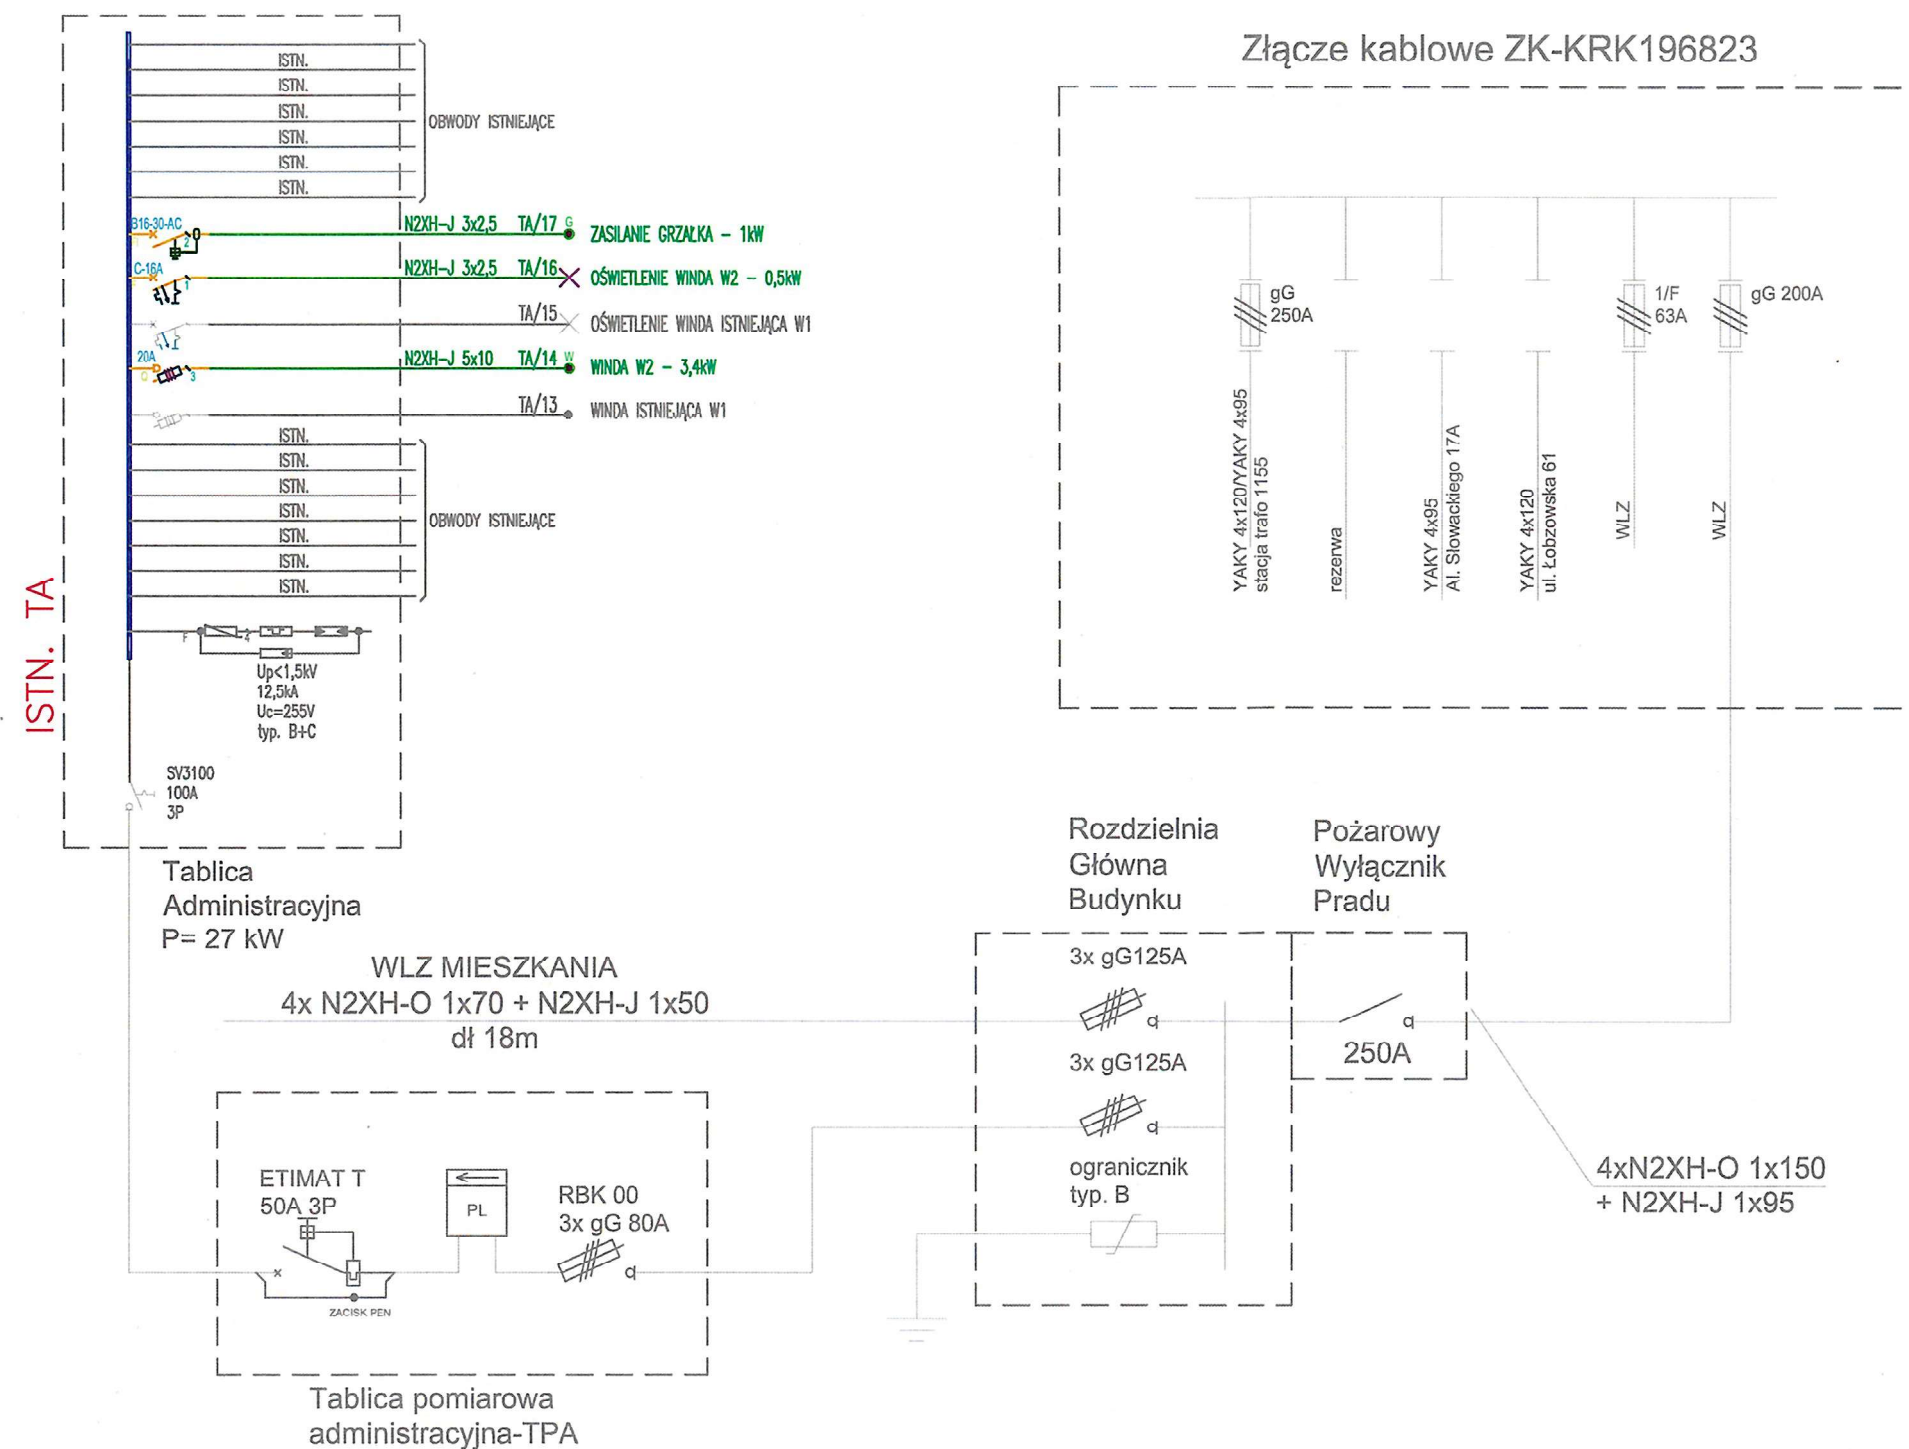 Złącze kablowe ZK-KRK196823
ISTN.
ISTN.
ISTN.
ISTN.
ISTN.
ISTN.
OBWODY ISTNIEJĄCE
B16-30-AC
2
N2XH-J 3x2,5 TA/17 G
ZASILANIE GRZAŁKA - 1kW
C-16A
1
N2XH-J 3x2,5 TA/16
OŚWIETLENIE WINDA W2 - 0,5kW
TA/15
OŚWIETLENIE WINDA ISTNIEJĄCA W1
20A
3
N2XH-J 5x10 TA/14 W
WINDA W2 - 3,4kW
TA/13
WINDA ISTNIEJĄCA W1
ISTN.
ISTN.
ISTN.
ISTN.
ISTN.
ISTN.
ISTN.
OBWODY ISTNIEJĄCE
F
4
Up<1,5kV
12,5kA
Uc=255V
typ. B+C
SV3100
100A
3P
ISTN. TA
Tablica
Administracyjna
P= 27 kW
gG
250A
1/F
63A
gG 200A
YAKY 4x120/YAKY 4x95
stacja trafo 1155
rezerwa
YAKY 4x95
Al. Slowackiego 17A
YAKY 4x120
ul. Łobzowska 61
WLZ
WLZ
Rozdzielnia
Główna
Budynku
Pożarowy
Wyłącznik
Pradu
WLZ MIESZKANIA
4x N2XH-O 1x70 + N2XH-J 1x50
dł 18m
3x gG125A
250A
3x gG125A
ogranicznik
typ. B
4xN2XH-O 1x150
+ N2XH-J 1x95
ETIMAT T
50A 3P
PL
RBK 00
3x gG 80A
ZACISK PEN
Tablica pomiarowa
administracyjna-TPA